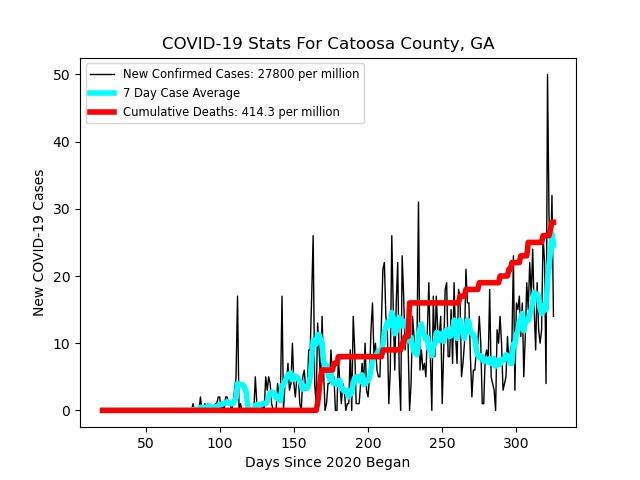 COVID-19 Stats For Catoosa County, GA
New Confirmed Cases: 27800 per million
7 Day Case Average
Cumulative Deaths: 414.3 per million
New COVID-19 Cases
50
40
30
20
10
0
50 100 150 200 250 300
Days Since 2020 Began